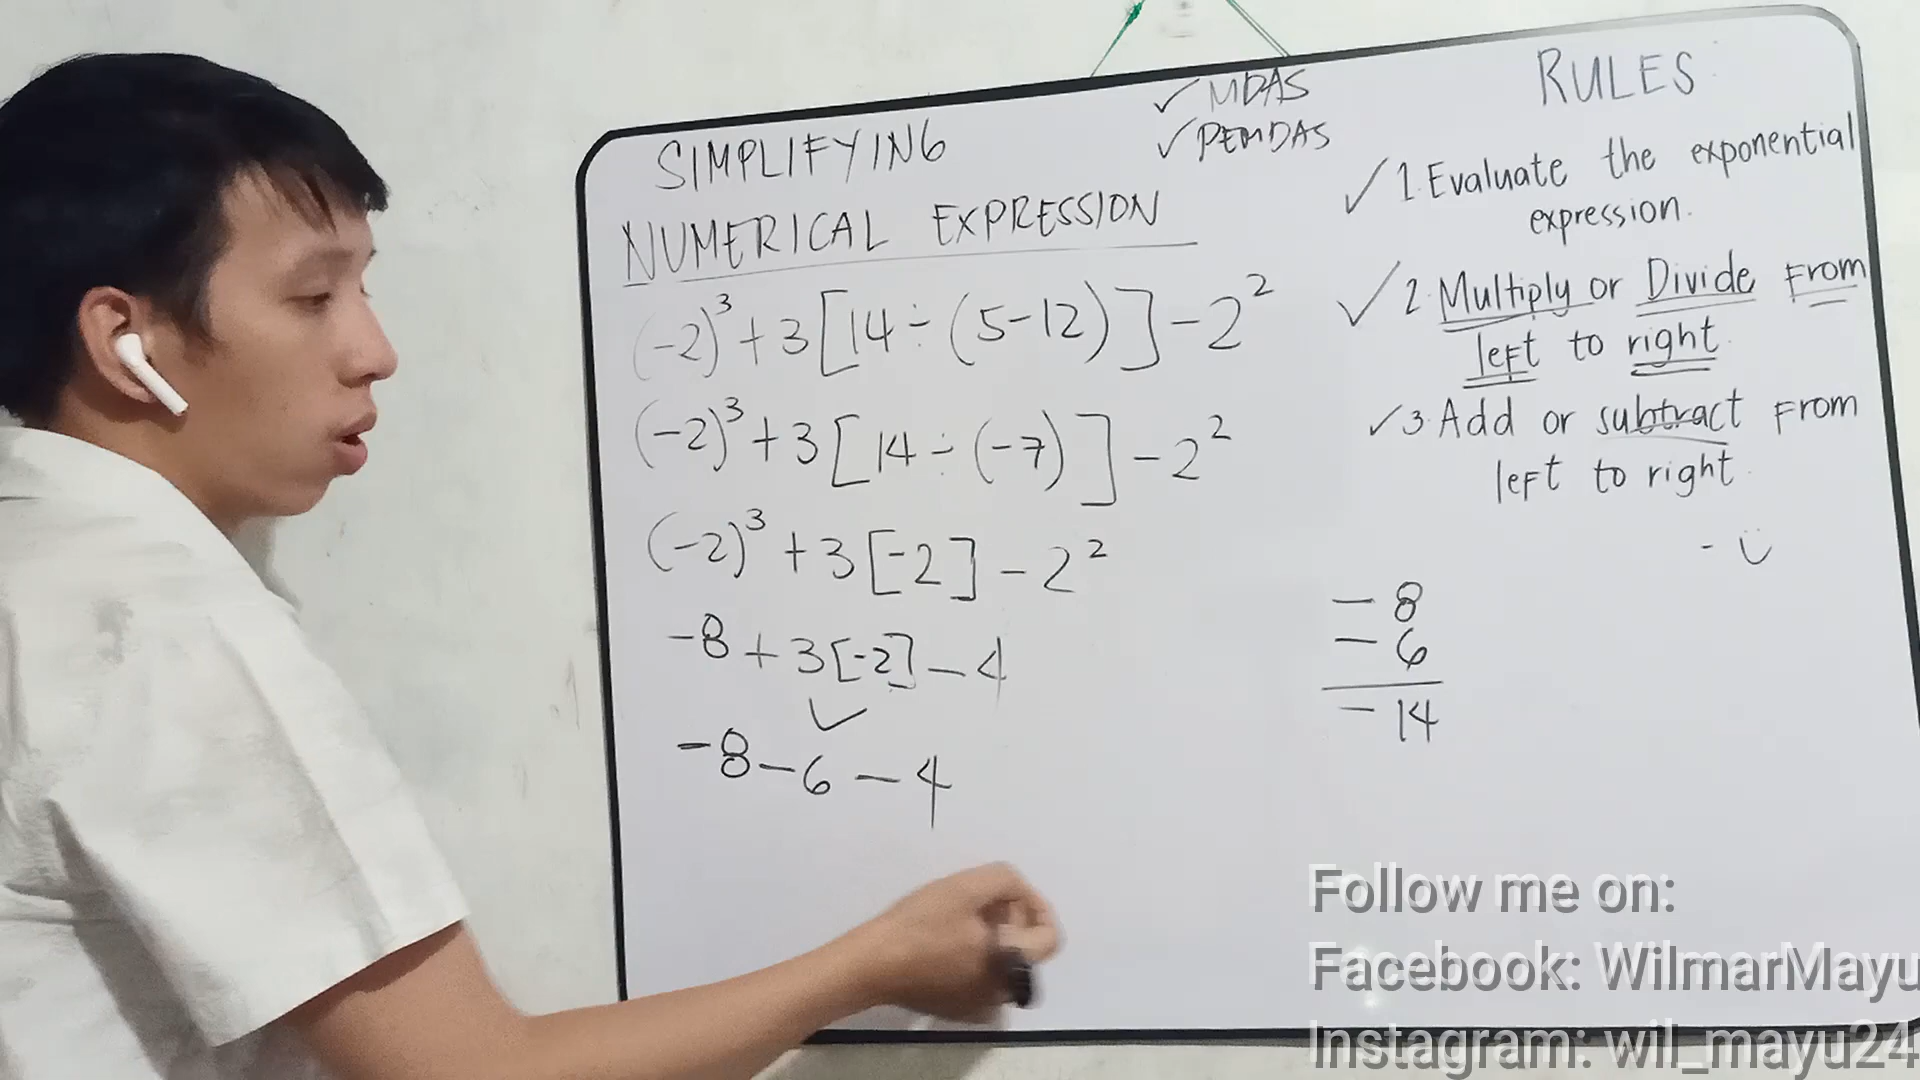 SIMPLIFYING
NUMERICAL EXPRESSION
✓ MDAS
✓ PEMDAS
(-2)³ + 3 [14 ÷ (5-12)] - 2²
(-2)³ + 3 [14 ÷ (-7)] - 2²
(-2)³ + 3 [-2] - 2²
-8 + 3[-2] - 4
-8 - 6 - 4
RULES:
✓ 1. Evaluate the exponential
expression.
✓ 2. Multiply or Divide From
left to right.
✓ 3. Add or subtract From
left to right.
- 8
- 6
- 14
Follow me on:
Facebook: WilmarMayu
Instagram: wil_mayu24